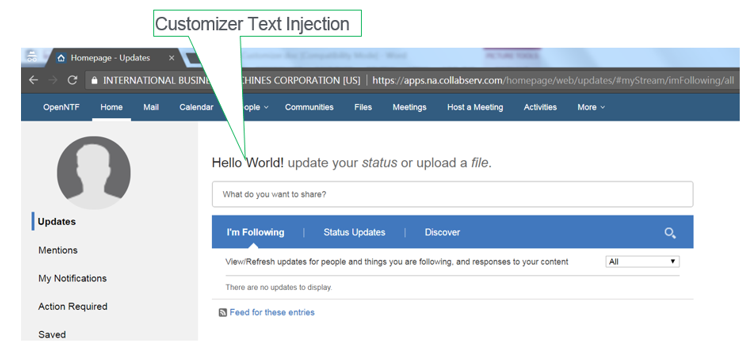 Customizer Text Injection
Homepage - Updates
INTERNATIONAL BUSINE CHINES CORPORATION [US] | https://apps.na.collabserv.com/homepage/web/updates/#myStream/imFollowing/all
OpenNTF Home Mail Calendar eople Communities Files Meetings Host a Meeting Activities More
Hello World! update your status or upload a file.
What do you want to share?
Updates
I'm Following | Status Updates | Discover
Mentions
View/Refresh updates for people and things you are following, and responses to your content All
My Notifications
There are no updates to display
Action Required
Feed for these entries
Saved